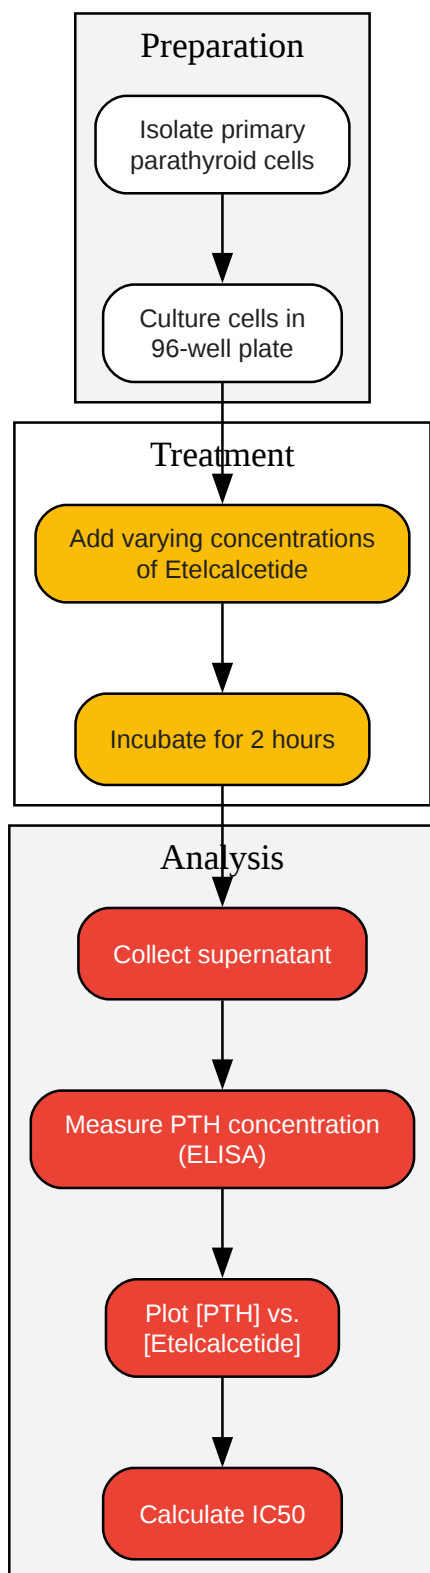 Preparation
Isolate primary
parathyroid cells
Culture cells in
96-well plate
Treatment
Add varying concentrations
of Etelcalcetide
Incubate for 2 hours
Analysis
Collect supernatant
Measure PTH concentration
(ELISA)
Plot [PTH] vs.
[Etelcalcetide]
Calculate IC50